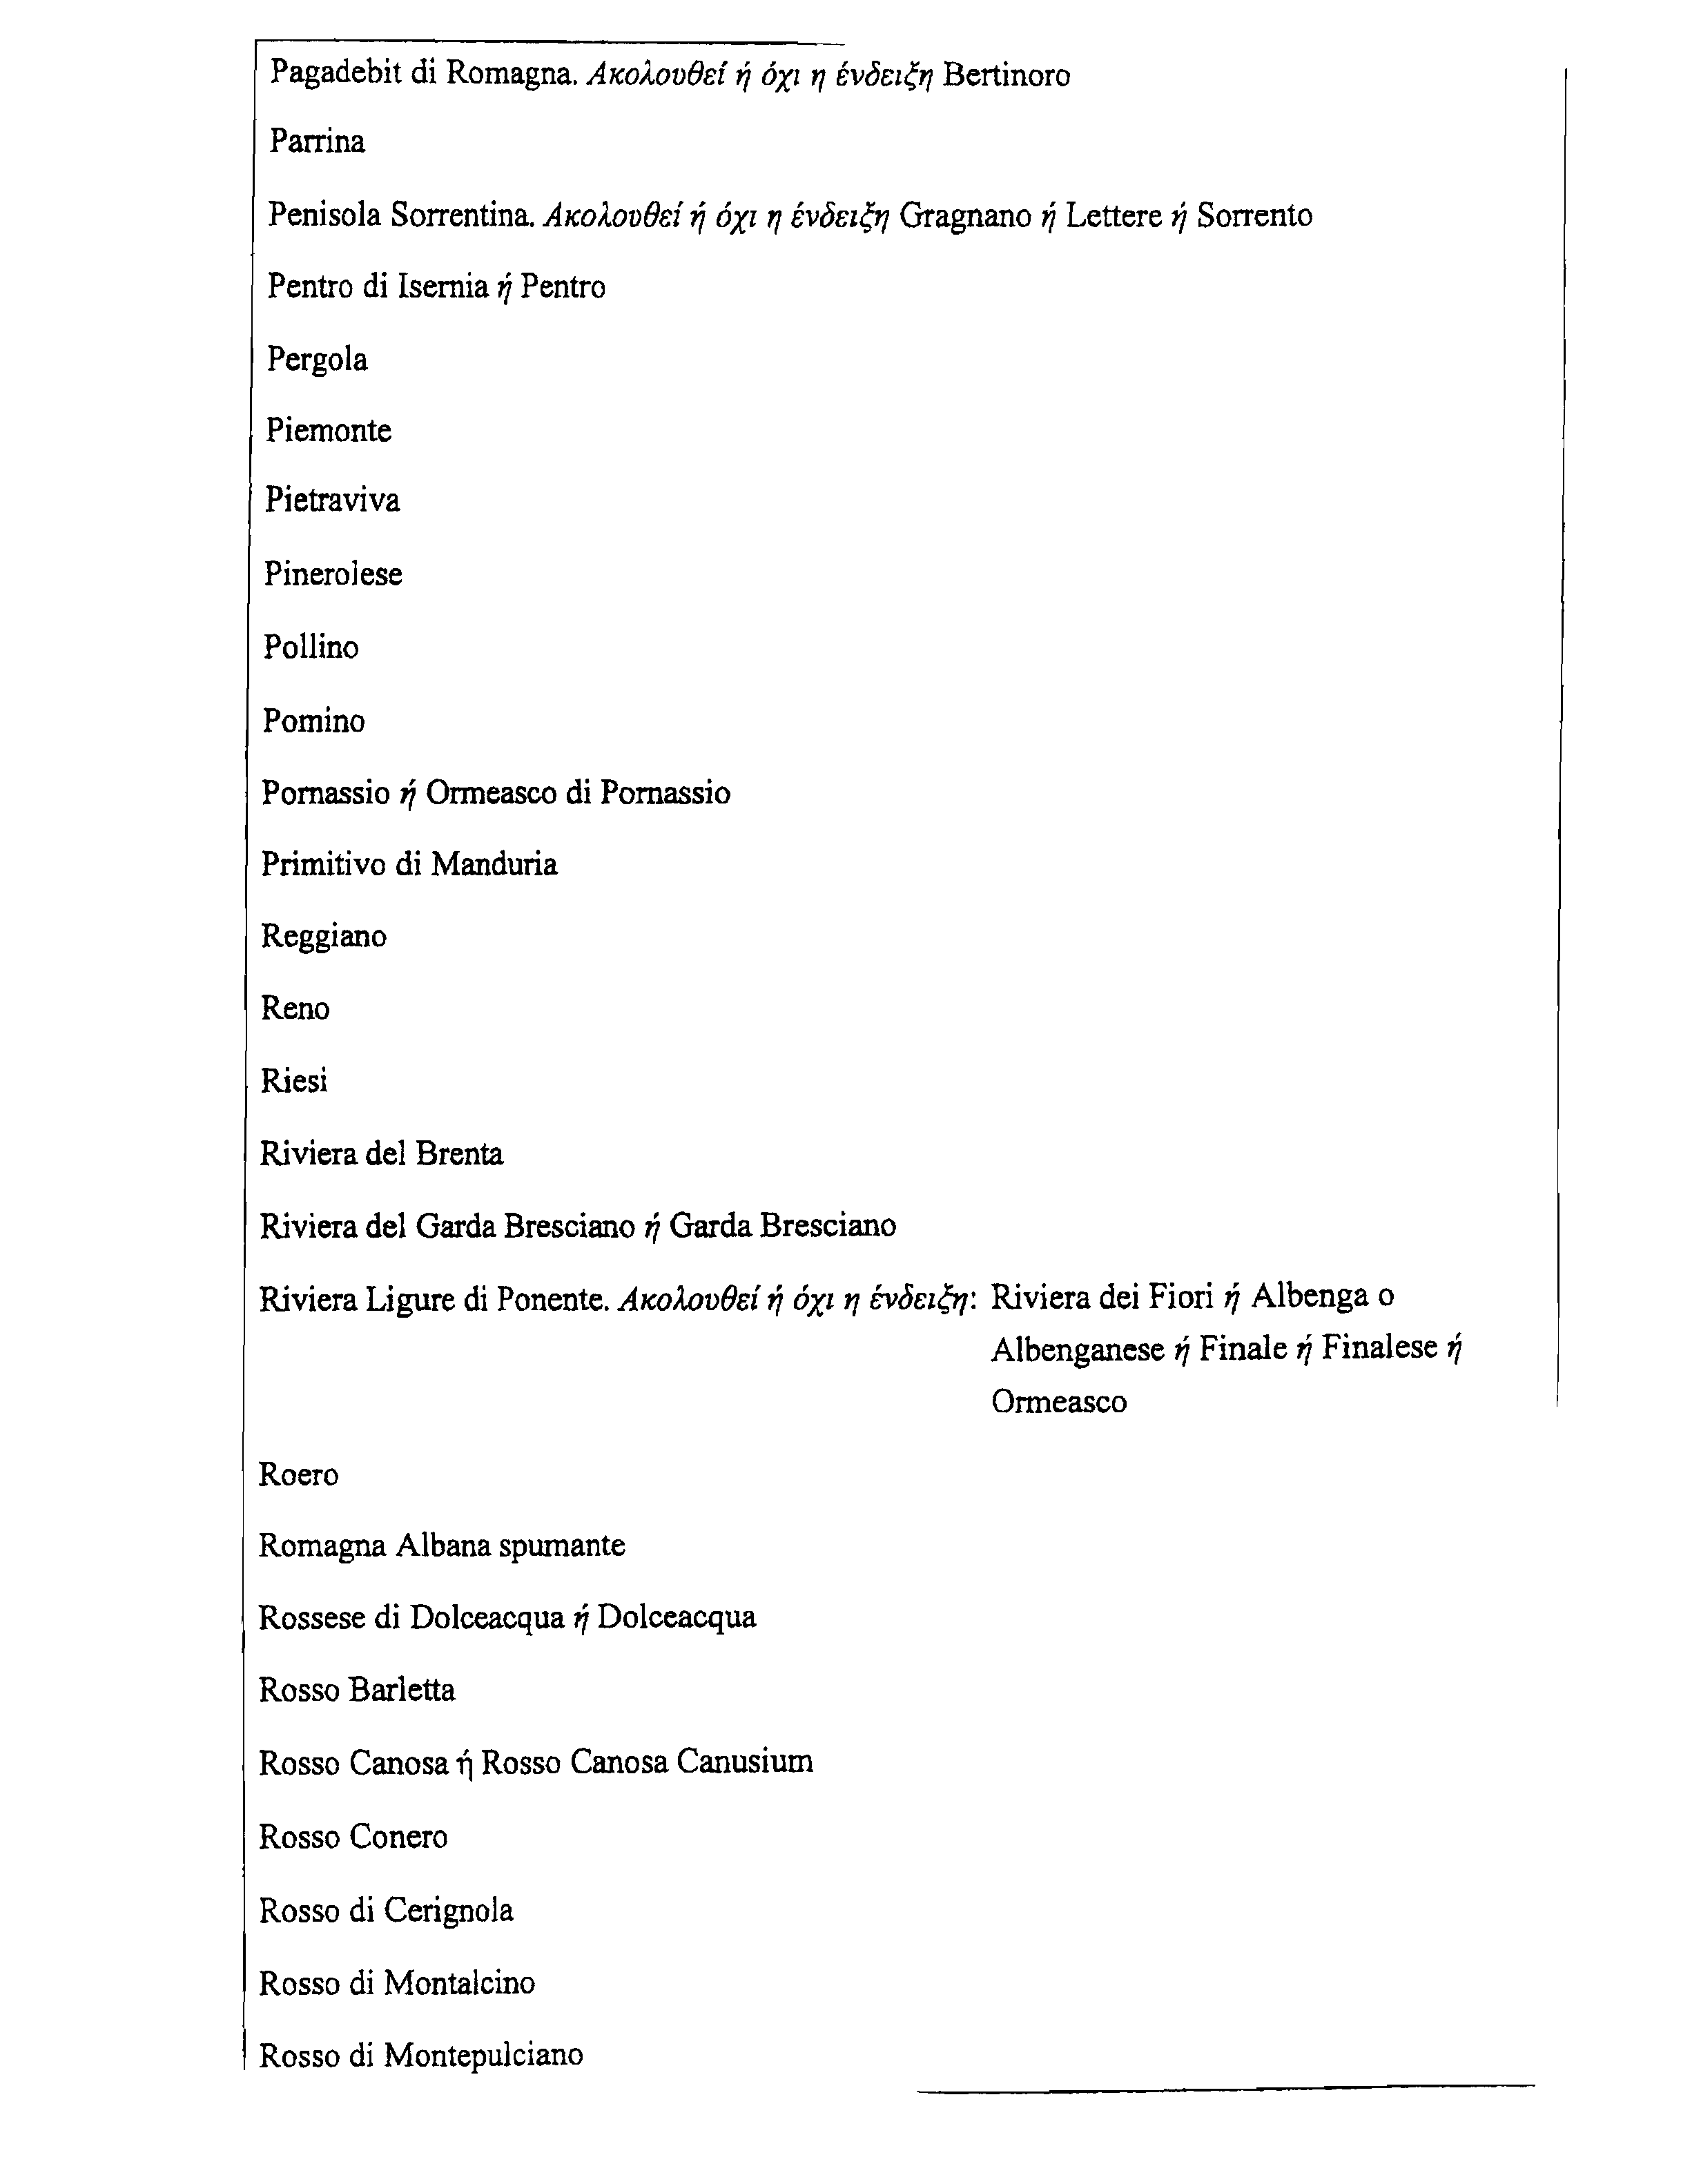 Pagadebit di Romagna. Ακολουθεί ή όχι η ένδειξη Bertinoro
Parrina
Penisola Sorrentina. Ακολουθεί ή όχι η ένδειξη Gragnano ή Lettere ή Sorrento
Pentro di Isernia ή Pentro
Pergola
Piemonte
Pietraviva
Pinerolese
Pollino
Pomino
Pornassio ή Ormeasco di Pornassio
Primitivo di Manduria
Reggiano
Reno
Riesi
Riviera del Brenta
Riviera del Garda Bresciano ή Garda Bresciano
Riviera Ligure di Ponente. Ακολουθεί ή όχι η ένδειξη: Riviera dei Fiori ή Albenga o
Albenganese ή Finale ή Finalese ή
Ormeasco
Roero
Romagna Albana spumante
Rossese di Dolceacqua ή Dolceacqua
Rosso Barletta
Rosso Canosa ή Rosso Canosa Canusium
Rosso Conero
Rosso di Cerignola
Rosso di Montalcino
Rosso di Montepulciano